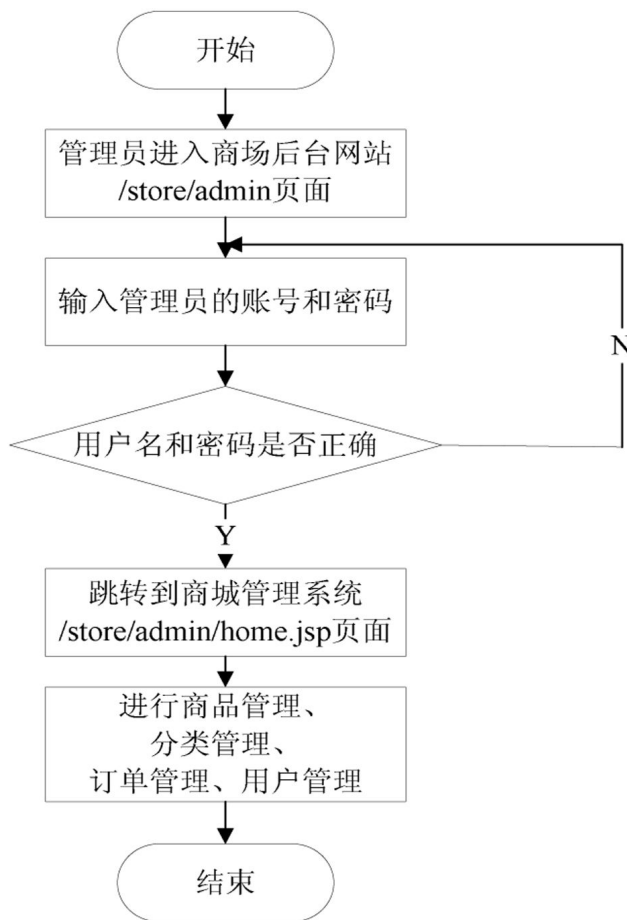 开始
管理员进入商场后台网站
/store/admin页面
输入管理员的账号和密码
N
用户名和密码是否正确
Y
跳转到商城管理系统
/store/admin/home.jsp页面
进行商品管理、
分类管理、
订单管理、用户管理
结束